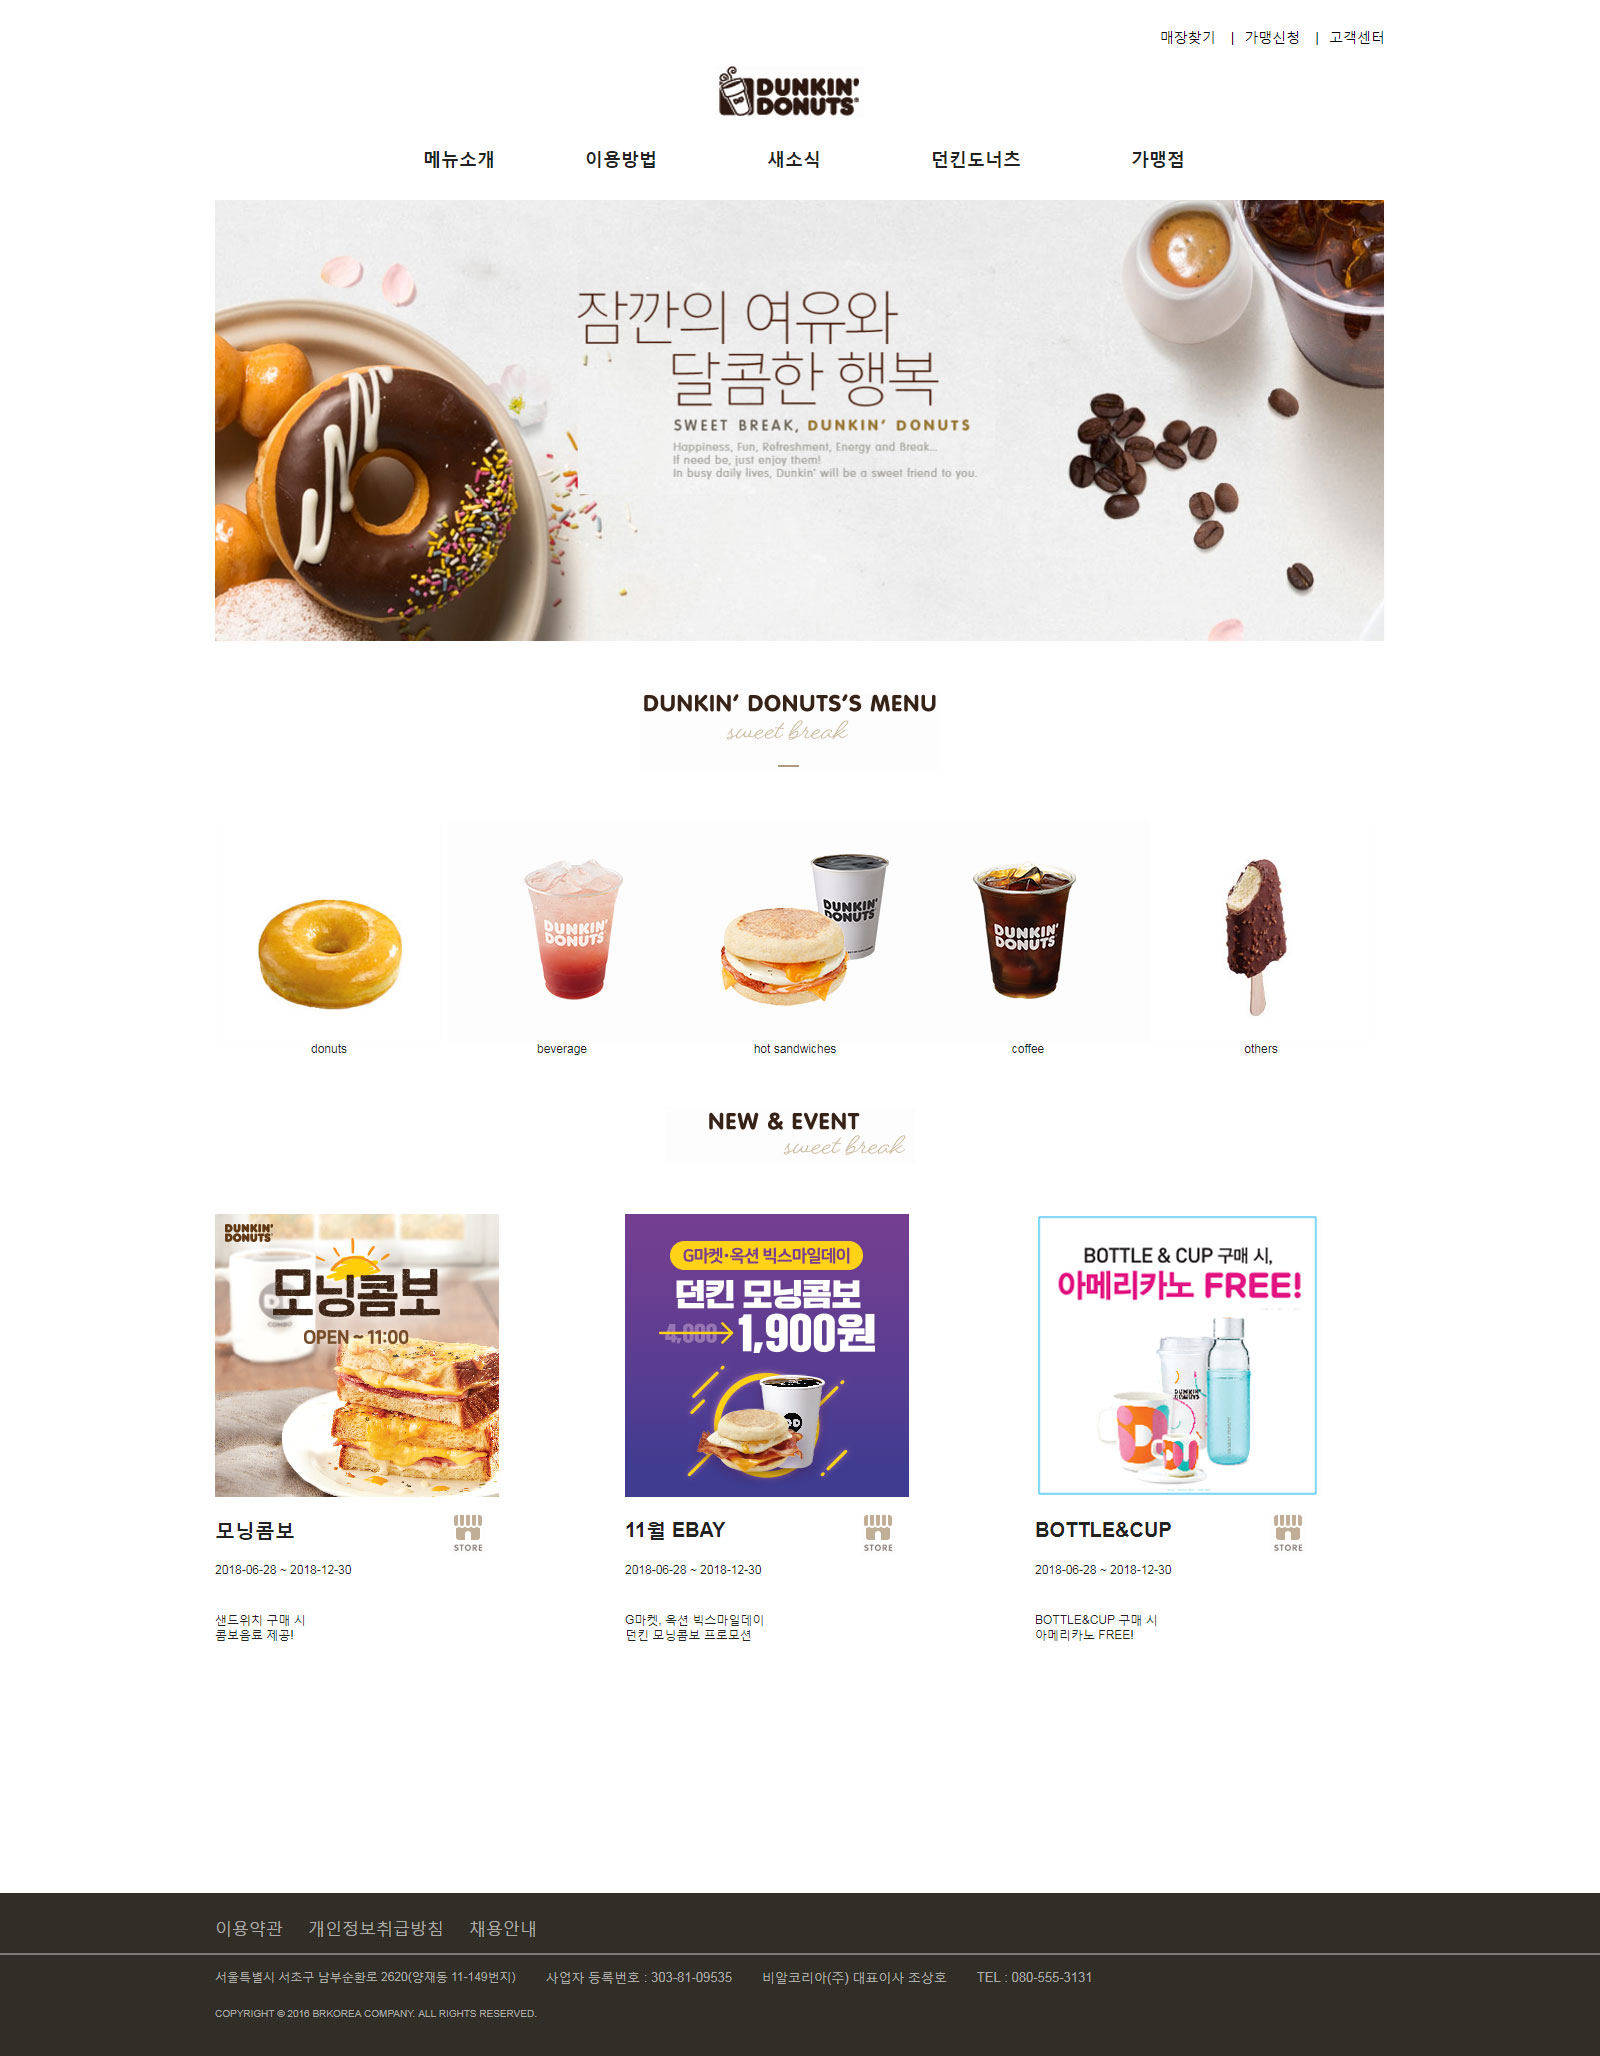 매장찾기 | 가맹신청 | 고객센터
DUNKIN'
DONUTS
메뉴소개 이용방법 새소식 던킨도너츠 가맹점
잠깐의 여유와
달콤한 행복
SWEET BREAK, DUNKIN' DONUTS
Happiness, Fun, Refreshment, Energy and Break...
If need be, just enjoy them!
In busy daily lives, Dunkin' will be a sweet friend to you.
DUNKIN' DONUTS'S MENU
sweet break
DUNKIN'
DONUTS
DUNKIN'
DONUTS
DUNKIN'
DONUTS
donuts beverage hot sandwiches coffee others
NEW & EVENT
sweet break
DUNKIN'
DONUTS
모닝콤보
OPEN ~ 11:00
G마켓·옥션 빅스마일데이
던킨 모닝콤보
4,000 → 1,900원
BOTTLE & CUP 구매 시,
아메리카노 FREE!
DUNKIN'
DONUTS
모닝콤보
STORE
2018-06-28 ~ 2018-12-30
샌드위치 구매 시
콤보음료 제공!
11월 EBAY
STORE
2018-06-28 ~ 2018-12-30
G마켓, 옥션 빅스마일데이
던킨 모닝콤보 프로모션
BOTTLE&CUP
STORE
2018-06-28 ~ 2018-12-30
BOTTLE&CUP 구매 시
아메리카노 FREE!
이용약관 개인정보취급방침 채용안내
서울특별시 서초구 남부순환로 2620(양재동 11-149번지) 사업자 등록번호 : 303-81-09535 비알코리아(주) 대표이사 조상호 TEL : 080-555-3131
COPYRIGHT © 2016 BRKOREA COMPANY. ALL RIGHTS RESERVED.